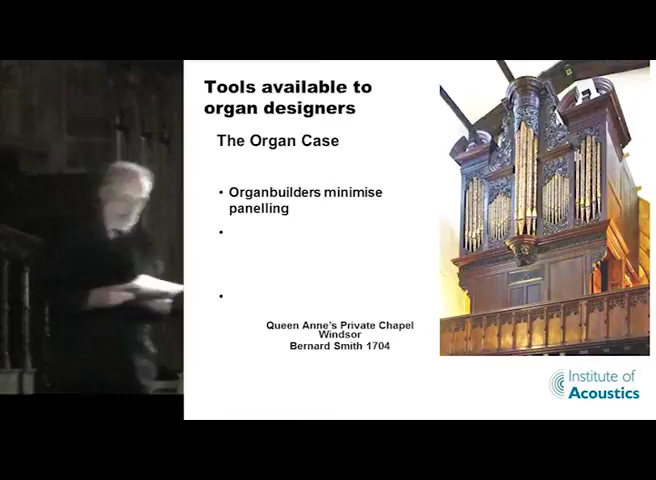 Tools available to
organ designers
The Organ Case
• Organbuilders minimise
panelling
•
•
Queen Anne's Private Chapel
Windsor
Bernard Smith 1704
Institute of
Acoustics